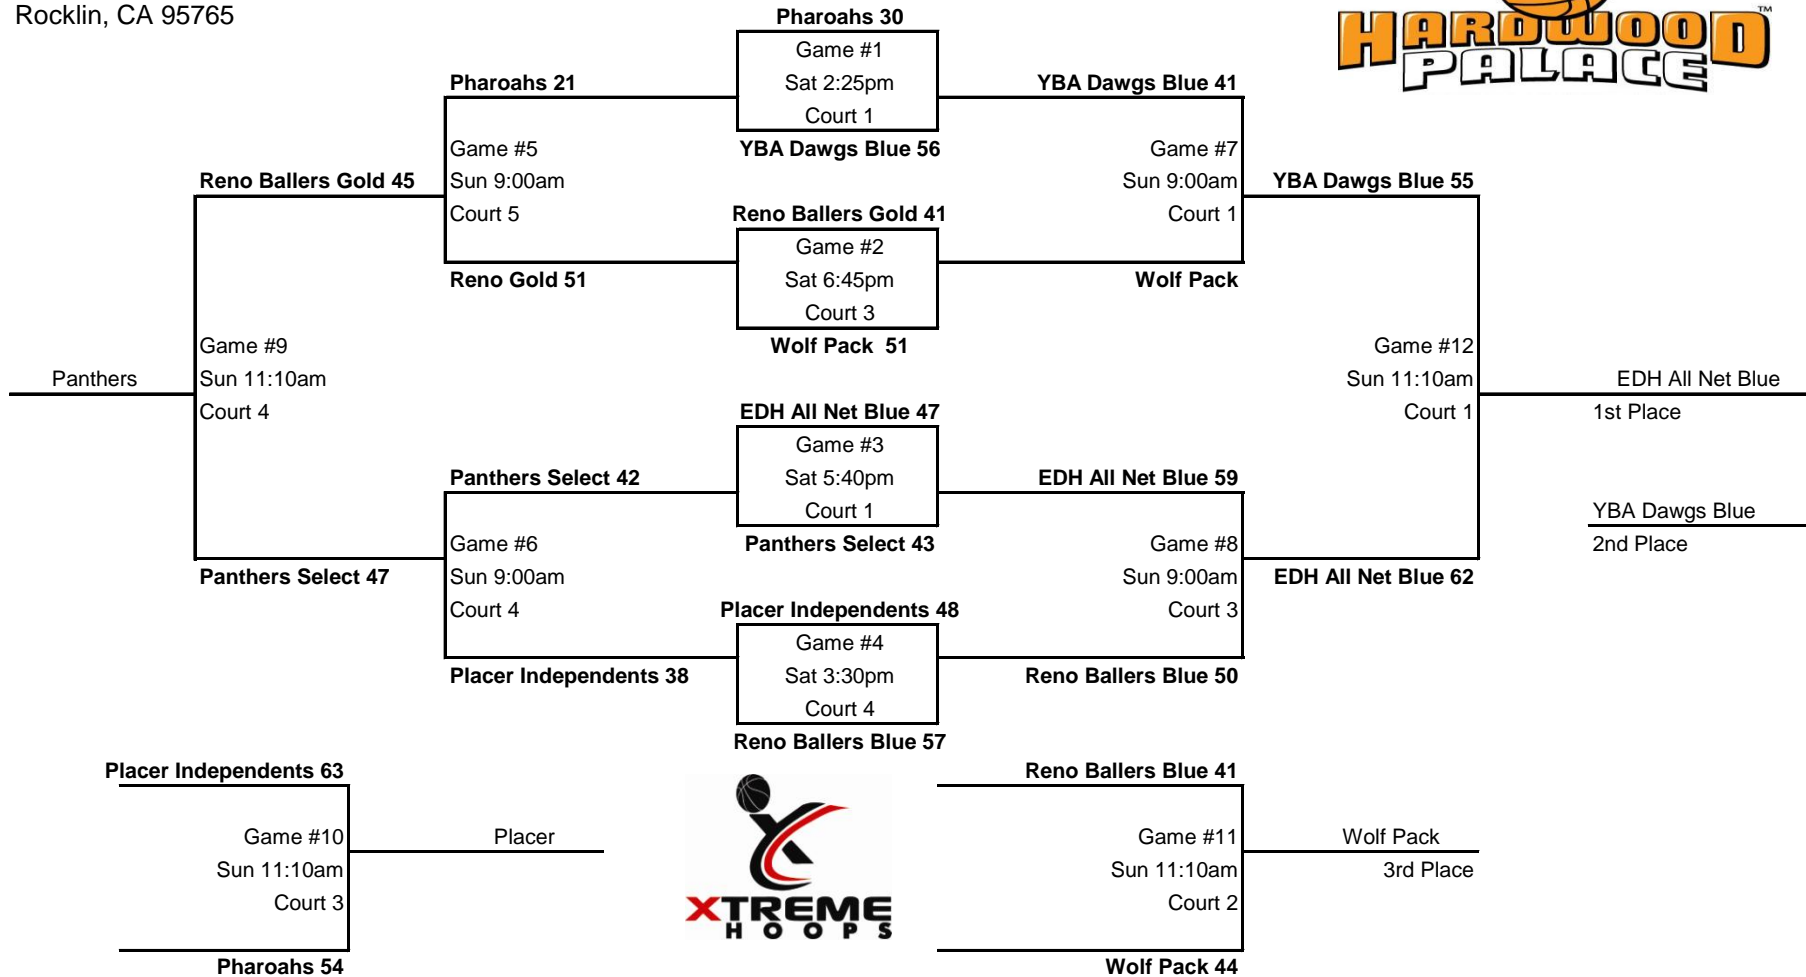 Rocklin, CA 95765
HARDWOOD
PALACE
TM
Pharoahs 30
Game #1
Sat 2:25pm
Court 1
YBA Dawgs Blue 56
Pharoahs 21
Game #5
Sun 9:00am
Court 5
Reno Gold 51
YBA Dawgs Blue 41
Game #7
Sun 9:00am
Court 1
Wolf Pack
Reno Ballers Gold 41
Game #2
Sat 6:45pm
Court 3
Wolf Pack  51
Reno Ballers Gold 45
Game #9
Sun 11:10am
Court 4
Panthers Select 47
Panthers
YBA Dawgs Blue 55
Game #12
Sun 11:10am
Court 1
EDH All Net Blue 62
EDH All Net Blue
1st Place
YBA Dawgs Blue
2nd Place
EDH All Net Blue 47
Game #3
Sat 5:40pm
Court 1
Panthers Select 43
Panthers Select 42
Game #6
Sun 9:00am
Court 4
Placer Independents 38
EDH All Net Blue 59
Game #8
Sun 9:00am
Court 3
Reno Ballers Blue 50
Placer Independents 48
Game #4
Sat 3:30pm
Court 4
Reno Ballers Blue 57
Placer Independents 63
Game #10
Sun 11:10am
Court 3
Pharoahs 54
Placer
XTREME
HOOPS
Reno Ballers Blue 41
Game #11
Sun 11:10am
Court 2
Wolf Pack 44
Wolf Pack
3rd Place